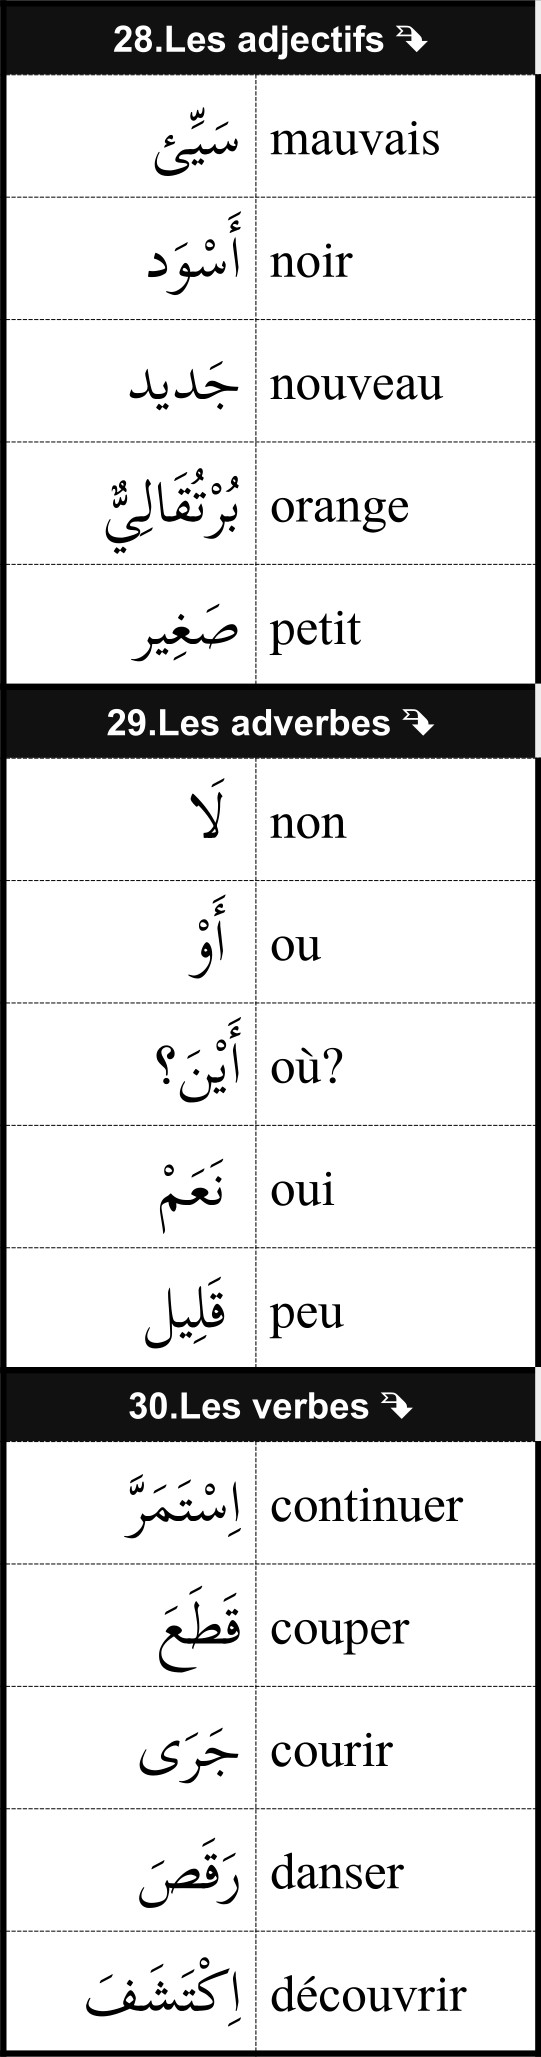 28.Les adjectifs
سَيِّئ mauvais
أَسْوَد noir
جَديد nouveau
بُرْتُقَالِيٌّ orange
صَغِير petit
29.Les adverbes
لَا non
أَوْ ou
أَيْنَ؟ où?
نَعَمْ oui
قَلِيل peu
30.Les verbes
اِسْتَمَرَّ continuer
قَطَعَ couper
جَرَى courir
رَقَصَ danser
اِكْتَشَفَ découvrir